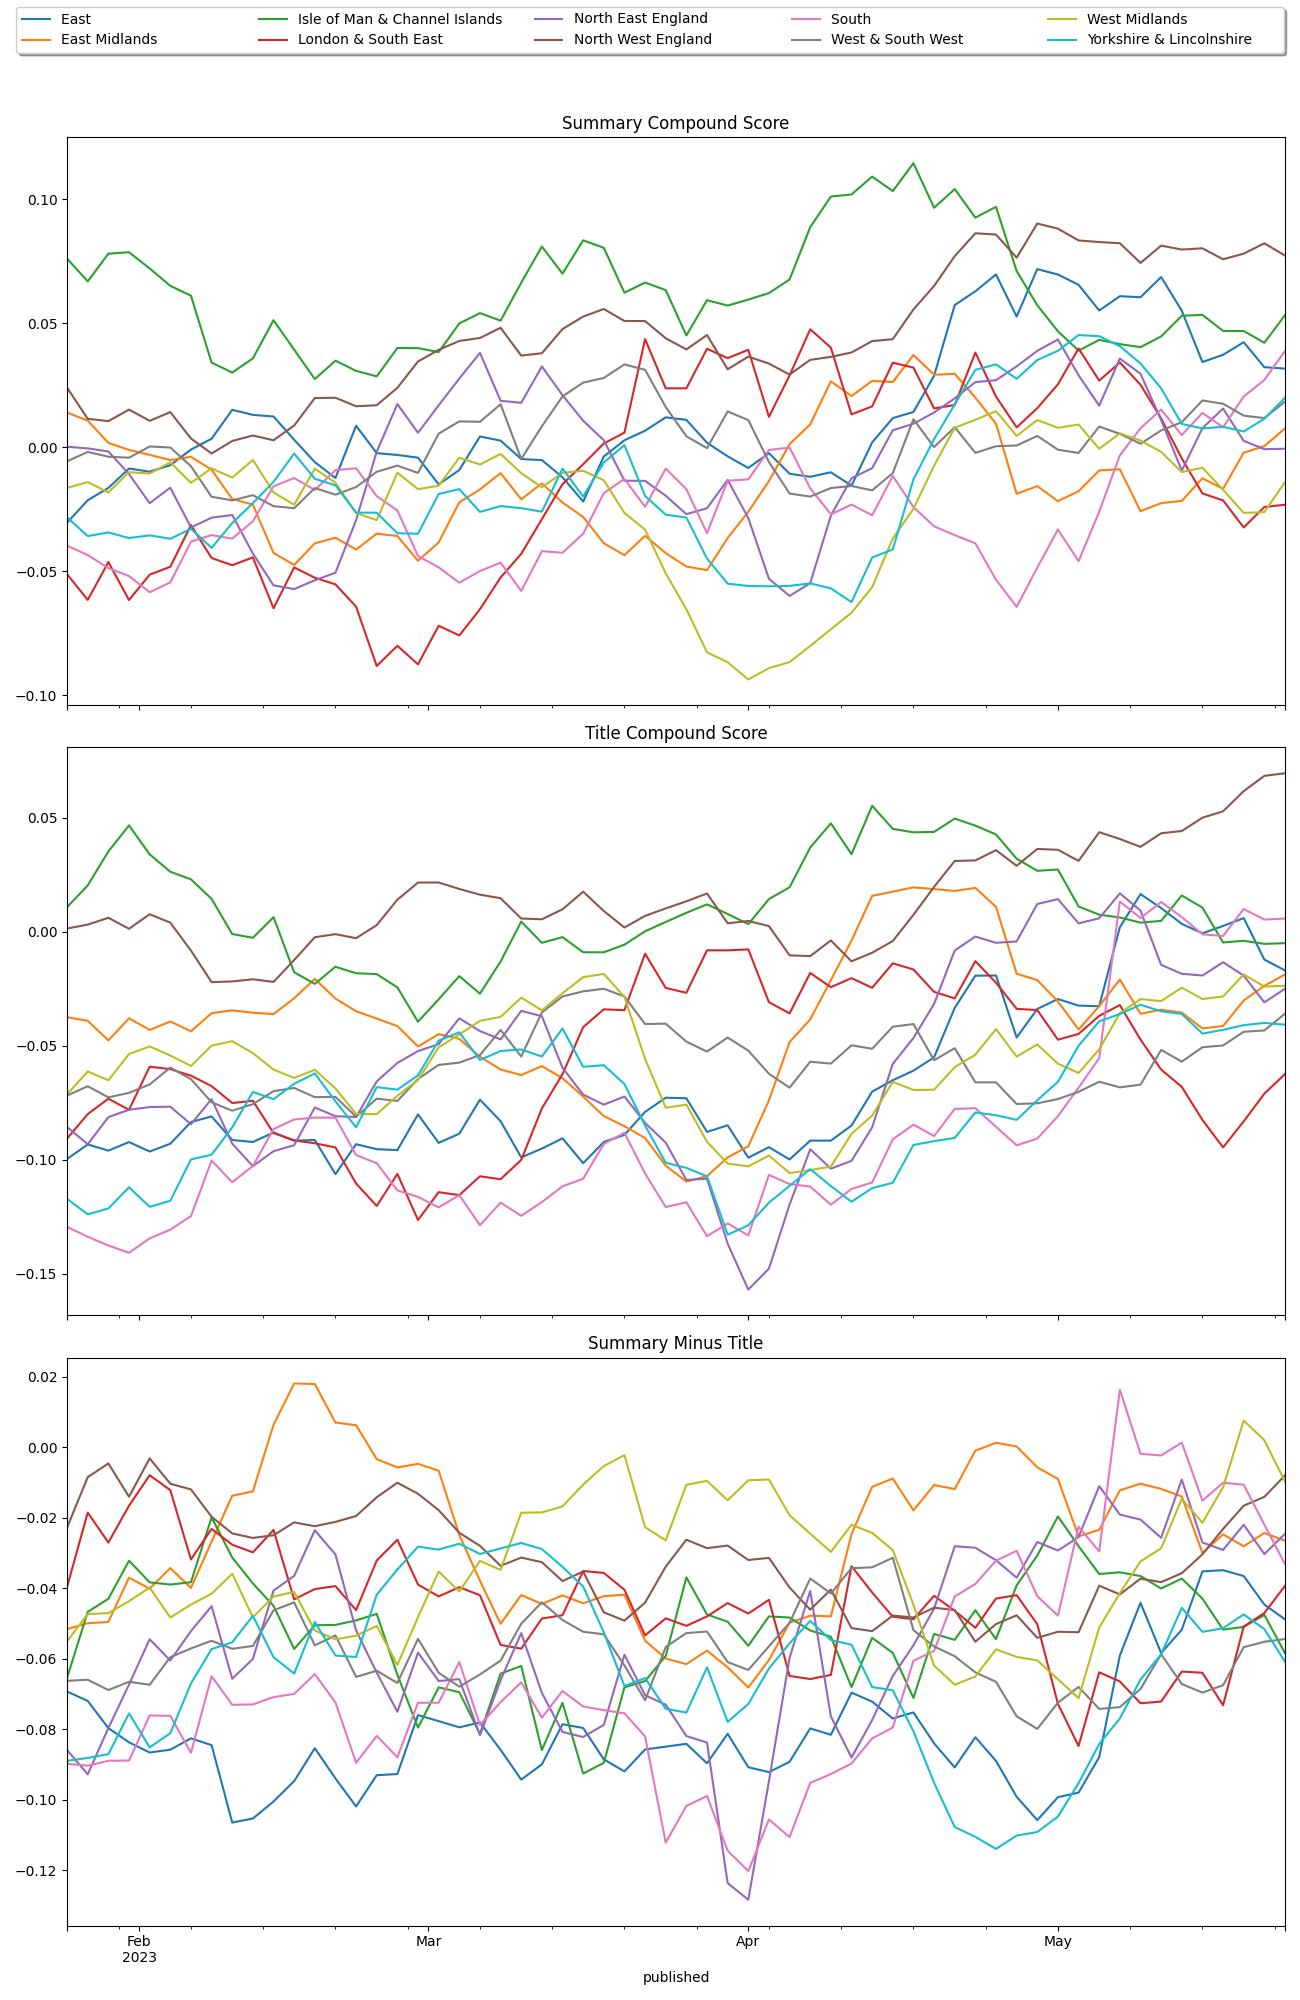 East
Isle of Man & Channel Islands
North East England
South
West Midlands
East Midlands
London & South East
North West England
West & South West
Yorkshire & Lincolnshire
Summary Compound Score
0.10
0.05
0.00
−0.05
−0.10
Title Compound Score
0.05
0.00
−0.05
−0.10
−0.15
Summary Minus Title
0.02
0.00
−0.02
−0.04
−0.06
−0.08
−0.10
−0.12
Feb
Mar
Apr
May
2023
published